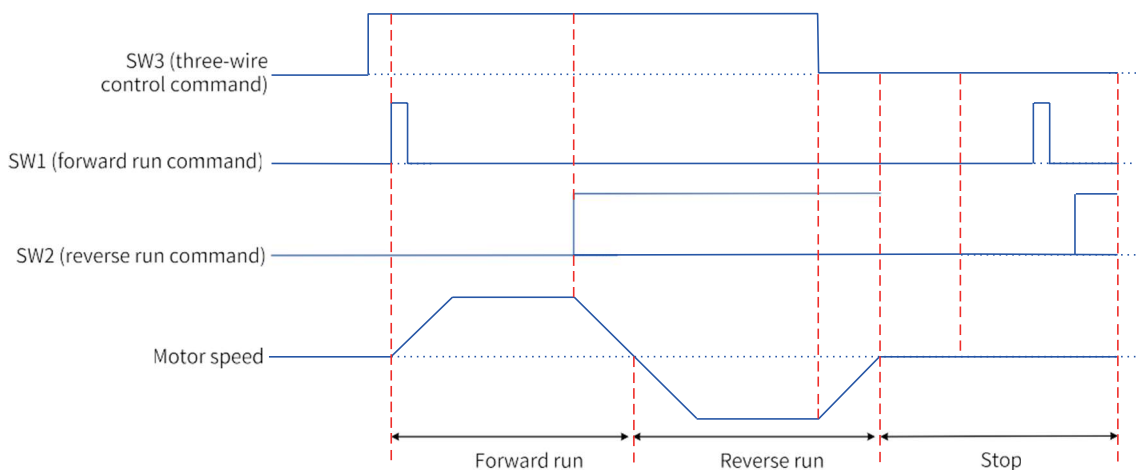 SW3 (three-wire
control command)
SW1 (forward run command)
SW2 (reverse run command)
Motor speed
Forward run
Reverse run
Stop